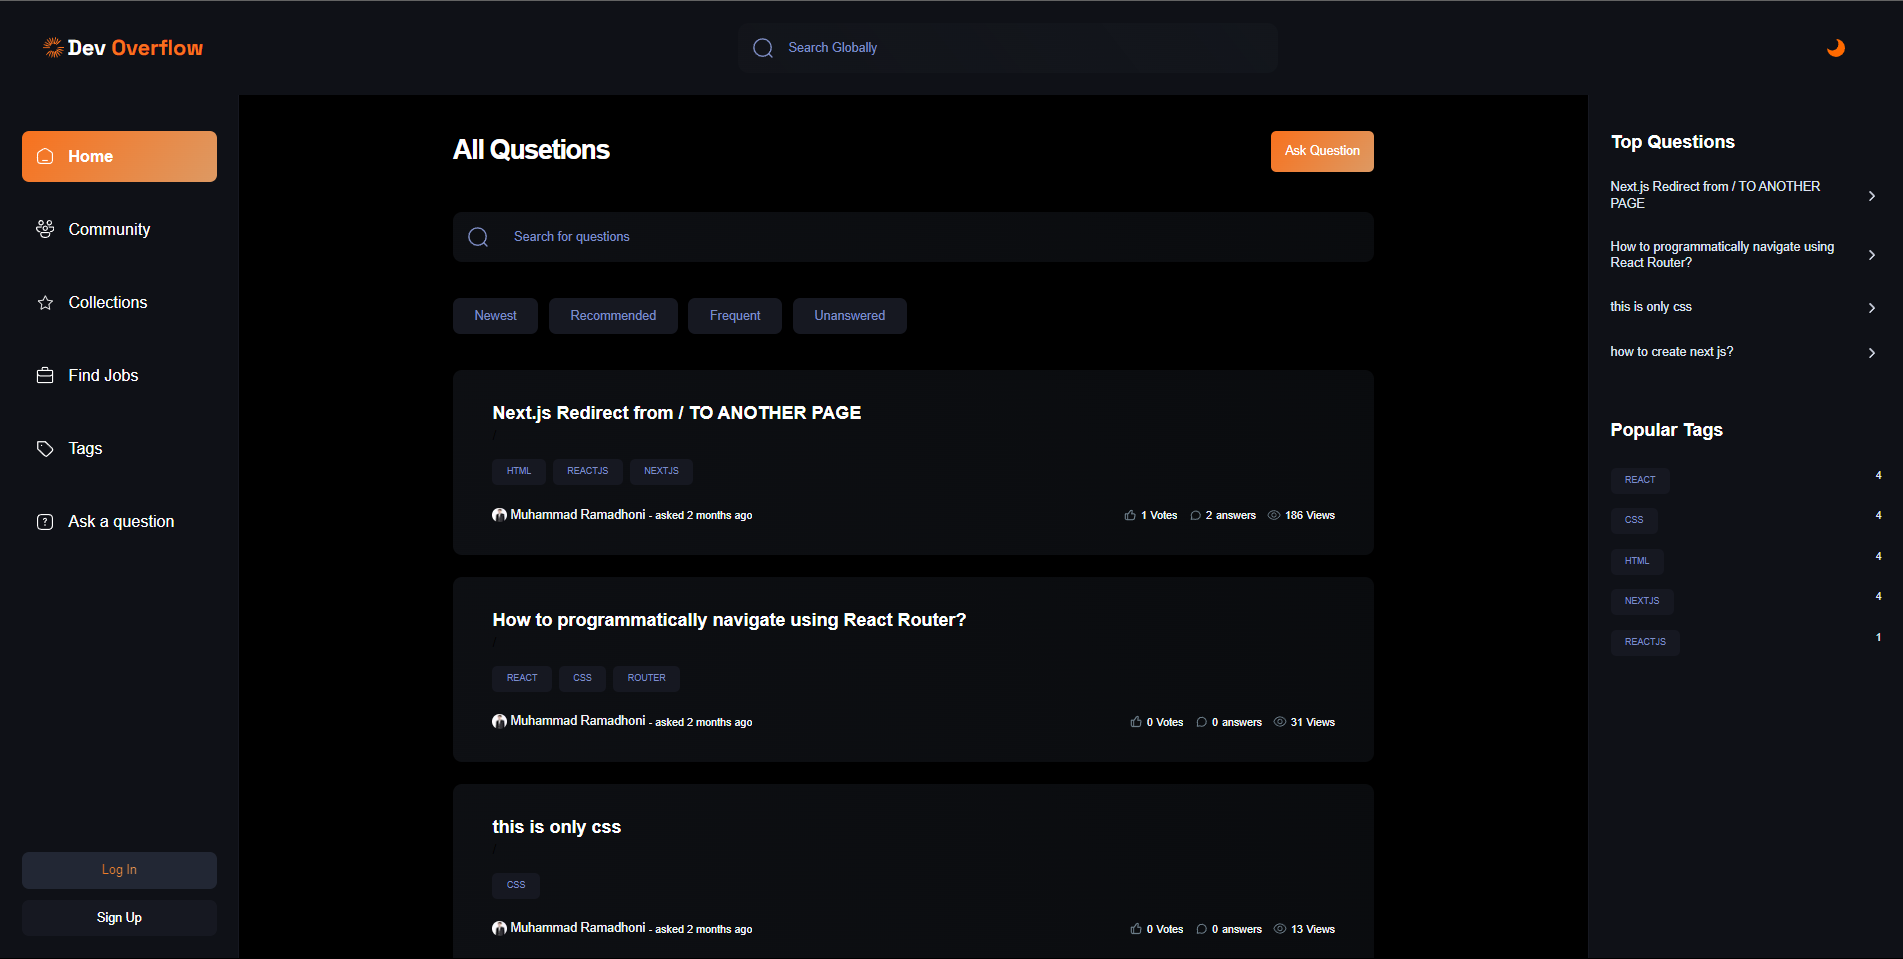 Dev Overflow
Search Globally
Home
Community
Collections
Find Jobs
Tags
Ask a question
Log In
Sign Up
All Qusetions
Ask Question
Search for questions
Newest
Recommended
Frequent
Unanswered
Next.js Redirect from / TO ANOTHER PAGE
/
HTML
REACTJS
NEXTJS
Muhammad Ramadhoni - asked 2 months ago
1 Votes
2 answers
186 Views
How to programmatically navigate using React Router?
/
REACT
CSS
ROUTER
Muhammad Ramadhoni - asked 2 months ago
0 Votes
0 answers
31 Views
this is only css
/
CSS
Muhammad Ramadhoni - asked 2 months ago
0 Votes
0 answers
13 Views
Top Questions
Next.js Redirect from / TO ANOTHER
PAGE
How to programmatically navigate using
React Router?
this is only css
how to create next js?
Popular Tags
REACT 4
CSS 4
HTML 4
NEXTJS 4
REACTJS 1